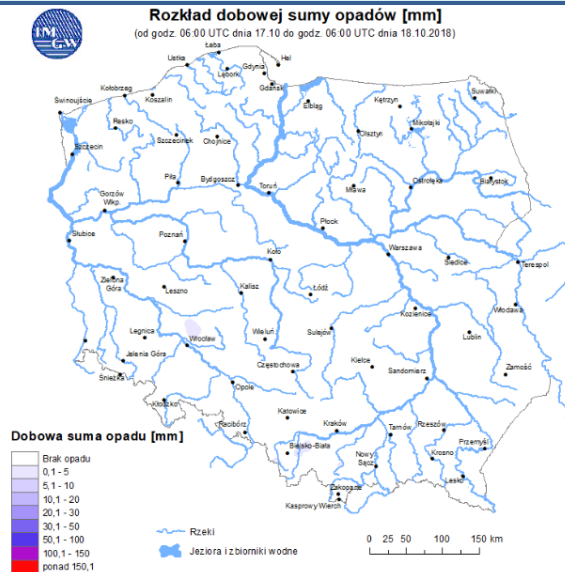 IM
GW
Rozkład dobowej sumy opadów [mm]
(od godz. 06:00 UTC dnia 17.10 do godz. 06:00 UTC dnia 18.10.2018)
Łeba
Ustka
Hel
Gdynia
Lębork
Gdańsk
Kołobrzeg
Koszalin
Świnoujście
Elbląg
Kętrzyn
Suwałki
Resko
Szczecinek
Chojnice
Olsztyn
Mikołajki
Szczecin
Piła
Bydgoszcz
Toruń
Mława
Ostrołęka
Białystok
Gorzów
Wlkp.
Płock
Słubice
Poznań
Koło
Warszawa
Siedlce
Terespol
Zielona
Góra
Leszno
Kalisz
Łódź
Kozienice
Włodawa
Legnica
Wrocław
Wieluń
Sulejów
Lublin
Jelenia Góra
Śnieżka
Częstochowa
Kielce
Sandomierz
Zamość
Opole
Kłodzko
Katowice
Racibórz
Kraków
Tarnów
Rzeszów
Przemyśl
Bielsko-Biała
Nowy
Sącz
Krosno
Lesko
Zakopane
Kasprowy Wierch
Dobowa suma opadu [mm]
Brak opadu
0,1 - 5
5,1 - 10
10,1 - 20
20,1 - 30
30,1 - 50
50,1 - 100
100,1 - 150
ponad 150,1
Rzeki
Jeziora i zbiorniki wodne
0 25 50 100 150 km